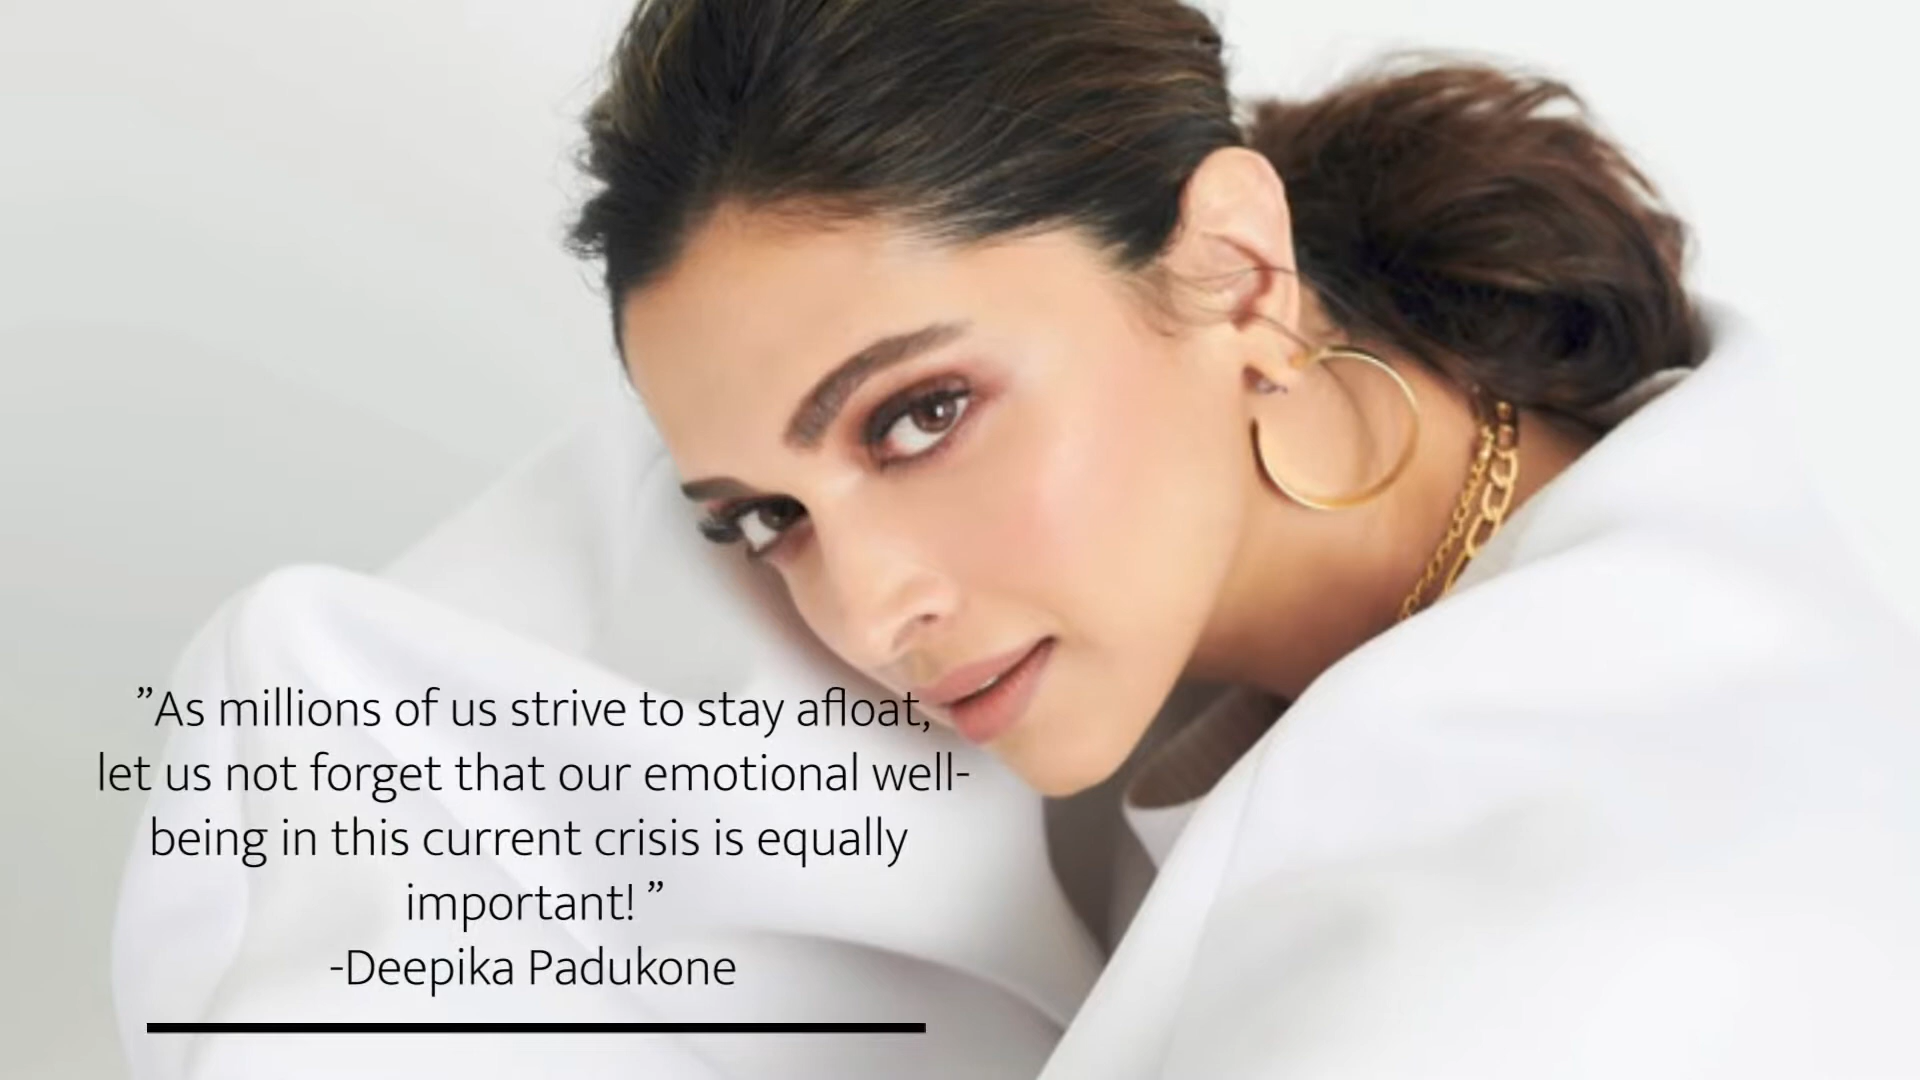 ”As millions of us strive to stay afloat,
let us not forget that our emotional well-
being in this current crisis is equally
important! ”
-Deepika Padukone